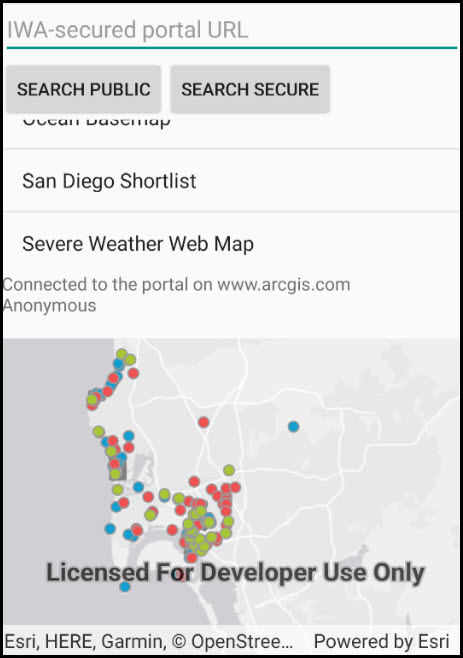 IWA-secured portal URL
SEARCH PUBLIC SEARCH SECURE
Ocean Basemap
San Diego Shortlist
Severe Weather Web Map
Connected to the portal on www.arcgis.com
Anonymous
Licensed For Developer Use Only
Esri, HERE, Garmin, © OpenStree... Powered by Esri